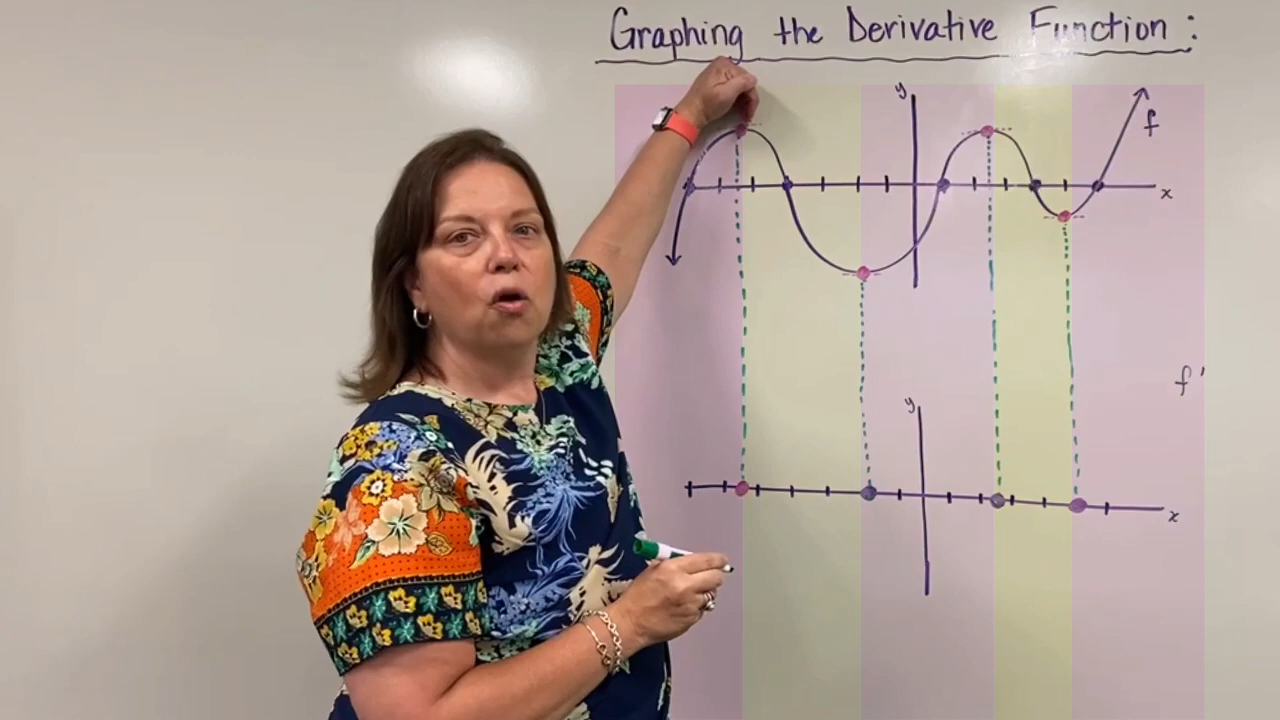 Graphing the Derivative Function :
y
f
x
f'
y
x